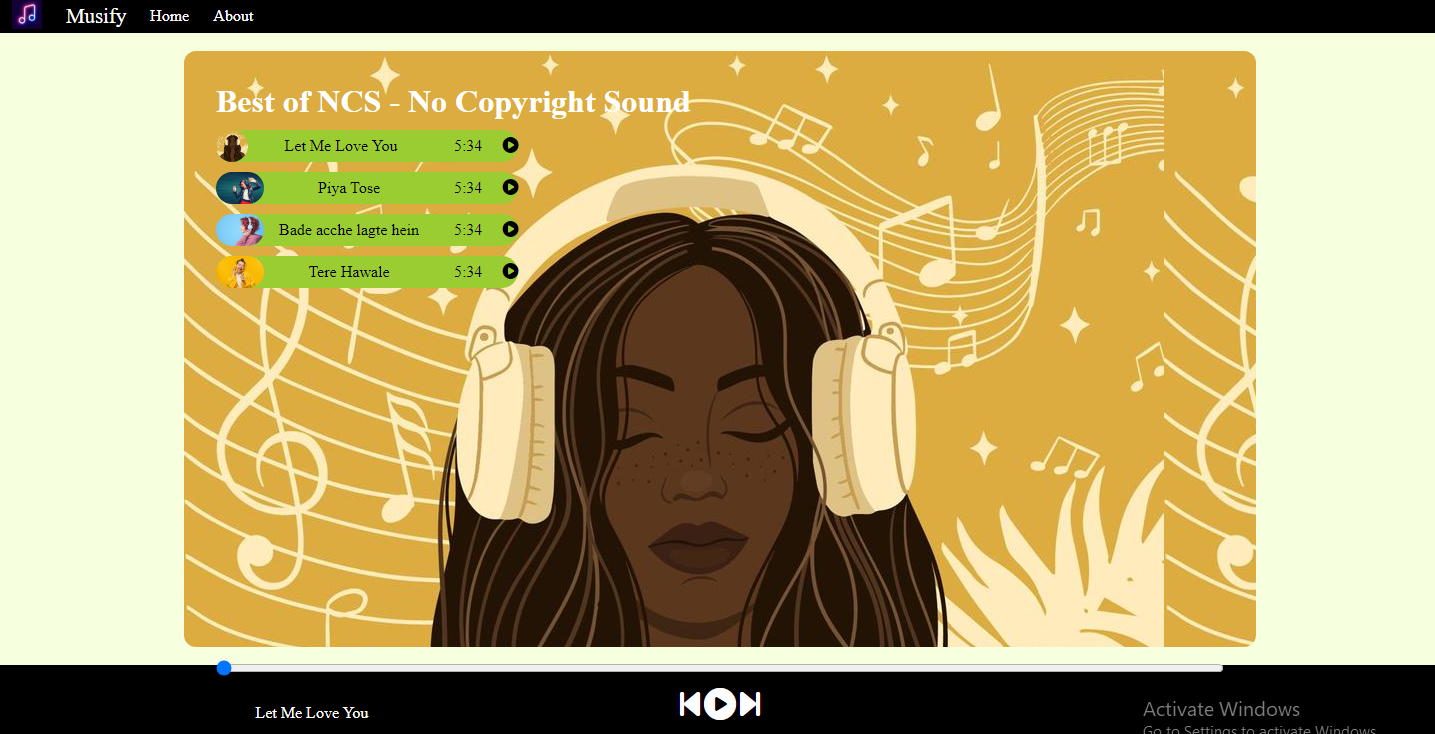 Musify Home About
Best of NCS - No Copyright Sound
Let Me Love You 5:34
Piya Tose 5:34
Bade acche lagte hein 5:34
Tere Hawale 5:34
Let Me Love You
Activate Windows
Go to Settings to activate Windows.